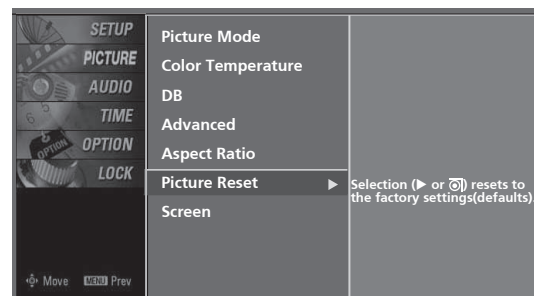 SETUP
PICTURE
AUDIO
TIME
OPTION
OPTION
LOCK
Move MENU Prev
Picture Mode
Color Temperature
DB
Advanced
Aspect Ratio
Picture Reset
Screen
Selection (▶ or ◉) resets to
the factory settings(defaults).